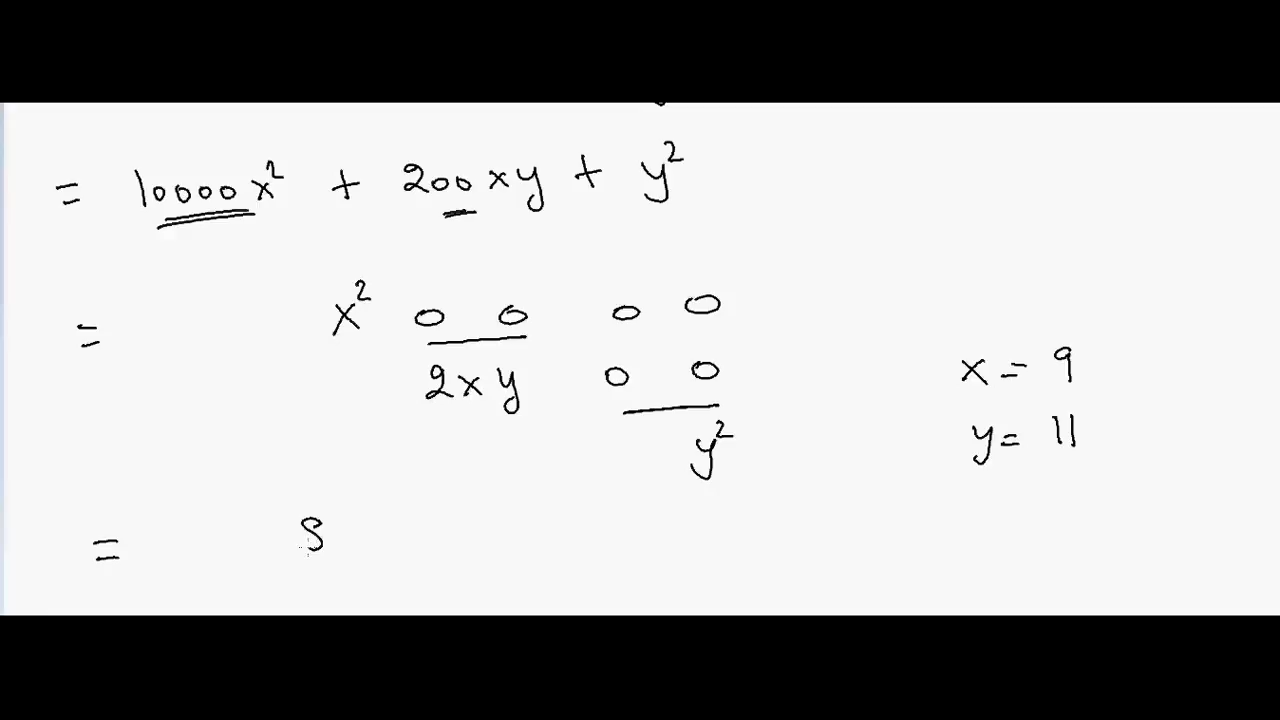 = 10000x² + 200xy + y²
= x² 0 0 0 0
2xy 0 0
x = 9
y²
y = 11
= 8